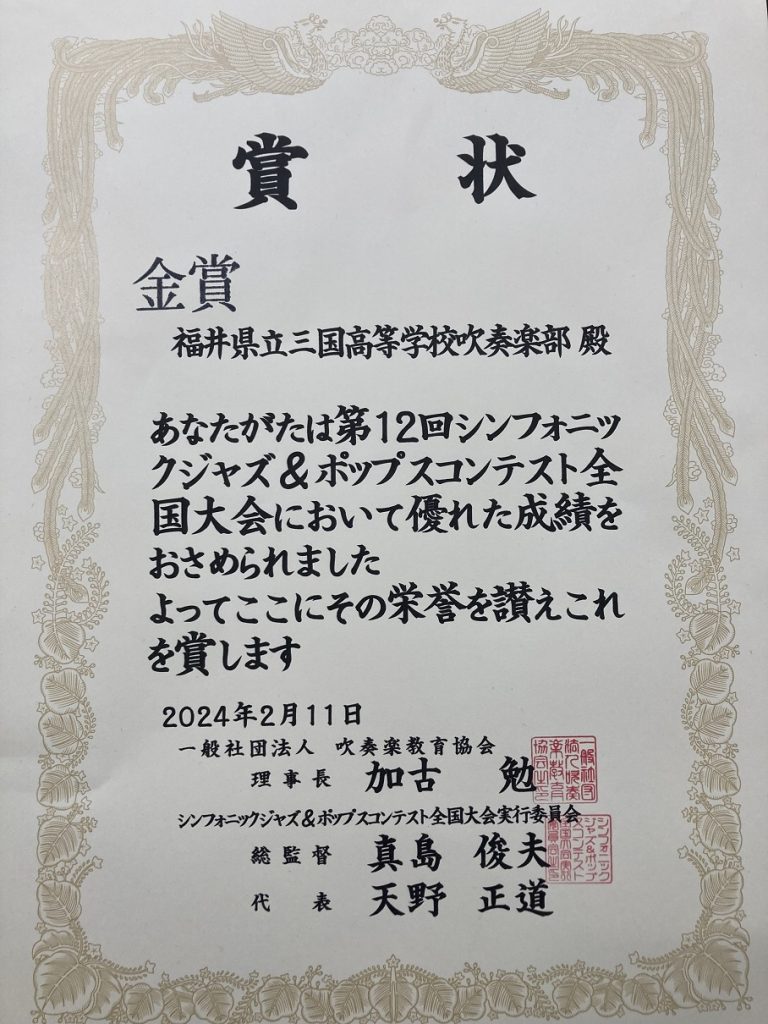 賞状
金賞
福井県立三国高等学校吹奏楽部 殿
あなたがたは第12回シンフォニッ
クジャズ＆ポップスコンテスト全
国大会において優れた成績を
おさめられました
よってここにその栄誉を讃えこれ
を賞します
2024年2月11日
一般社団法人 吹奏楽教育協会
理事長 加古 勉
シンフォニックジャズ＆ポップスコンテスト全国大会実行委員会
総監督 真島 俊夫
代表 天野 正道